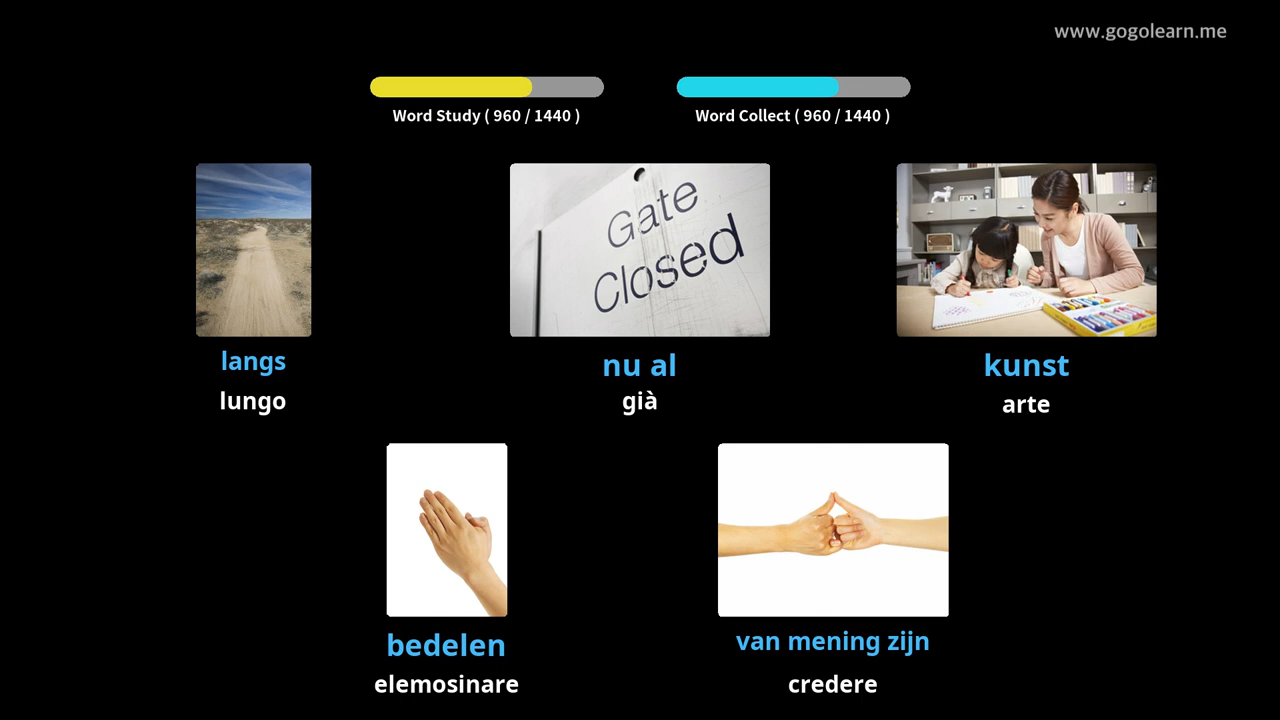 www.gogolearn.me
Word Study ( 960 / 1440 )
Word Collect ( 960 / 1440 )
Gate
Closed
langs
lungo
nu al
già
kunst
arte
bedelen
elemosinare
van mening zijn
credere